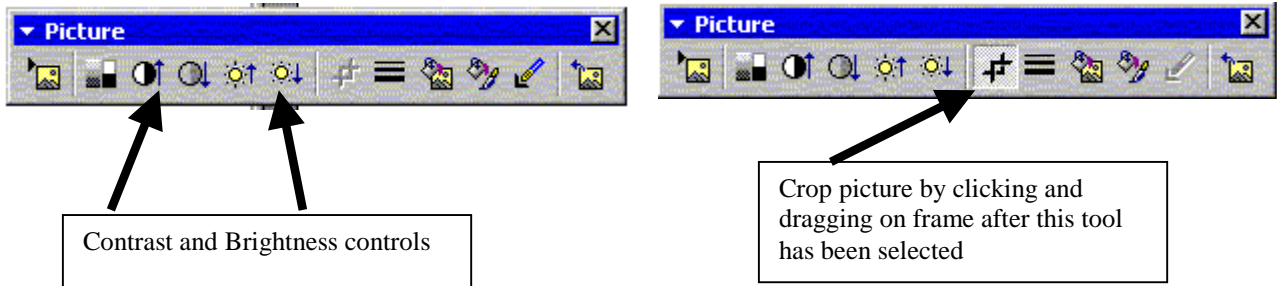 Picture
Picture
Contrast and Brightness controls
Crop picture by clicking and
dragging on frame after this tool
has been selected